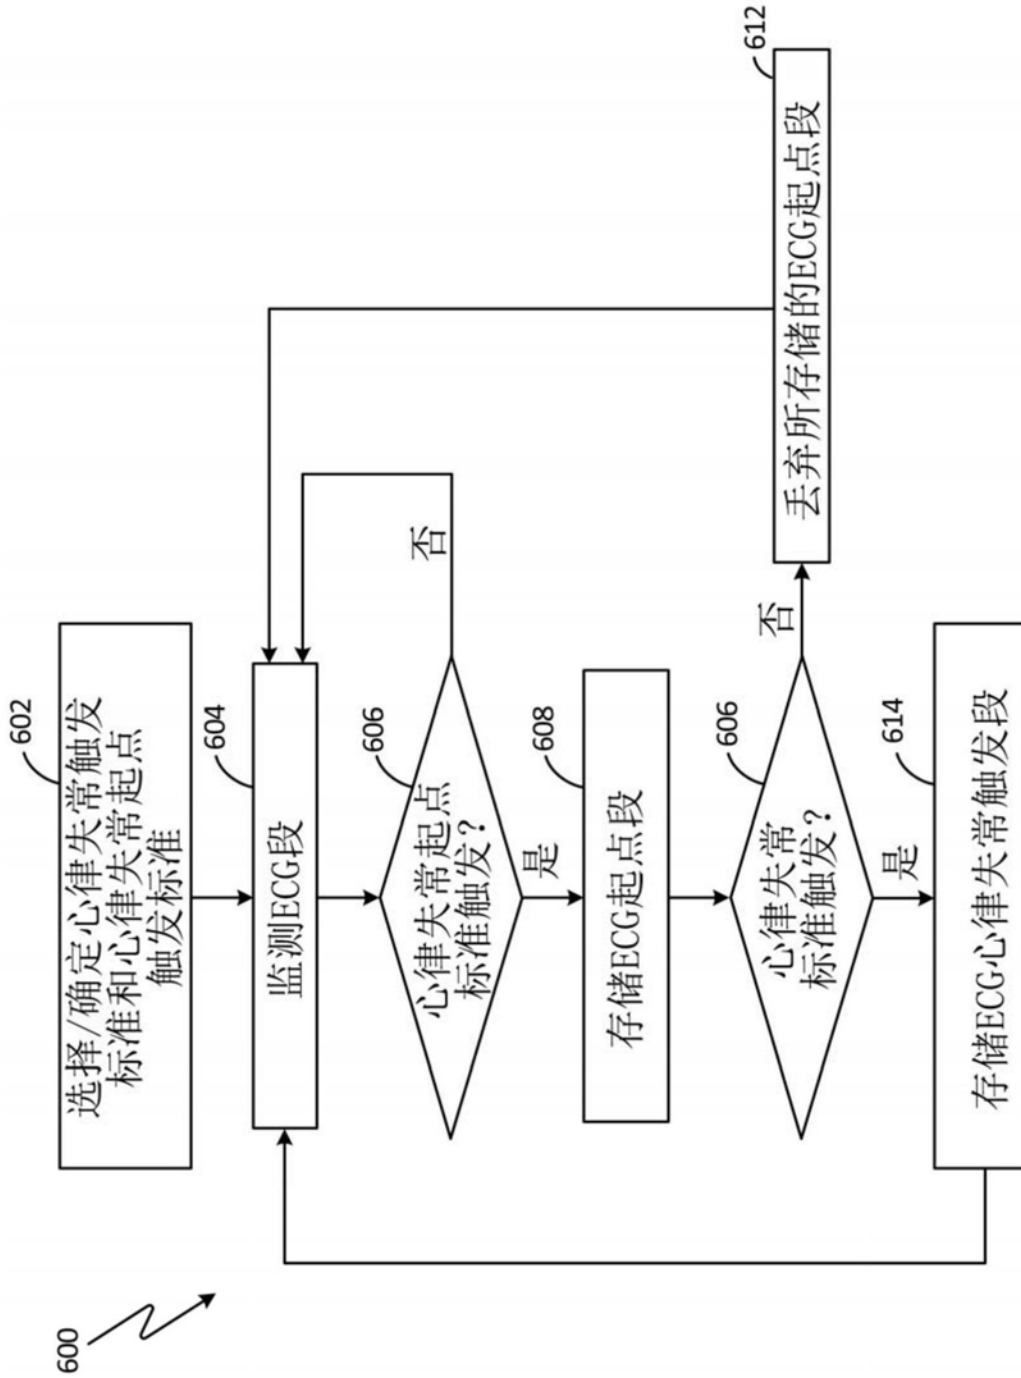 600
602
选择/确定心律失常触发
标准和心律失常起点
触发标准
604
监测ECG段
606
心律失常起点
标准触发?
否
是
608
存储ECG起点段
606
心律失常
标准触发?
否
612
丢弃所存储的ECG起点段
是
614
存储ECG心律失常触发段